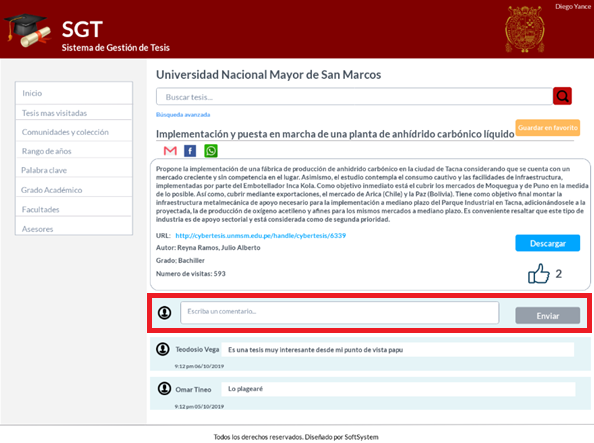 Diego Yance
SGT
Sistema de Gestión de Tesis
Inicio
Tesis mas visitadas
Comunidades y colección
Rango de años
Palabra clave
Grado Académico
Facultades
Asesores
Universidad Nacional Mayor de San Marcos
Buscar tesis...
Búsqueda avanzada
Implementación y puesta en marcha de una planta de anhídrido carbónico líquido
Guardar en favorito
Propone la implementación de una fábrica de producción de anhídrido carbónico en la ciudad de Tacna considerando que se cuenta con un
mercado creciente y sin competencia en el lugar. Asimismo, el estudio contempla el consumo cautivo y las facilidades de infraestructura,
implementadas por parte del Embotellador Inca Kola. Como objetivo inmediato está el cubrir los mercados de Moquegua y de Puno en la medida
de lo posible. Así como, cubrir mediante exportaciones, el mercado de Arica (Chile) y la Paz (Bolivia). Tiene como objetivo final montar la
infraestructura metalmecánica de apoyo necesario para la implementación a mediano plazo del Parque Industrial en Tacna, adicionándosele a la
proyectada, la de producción de oxígeno acetileno y afines para los mismos mercados a mediano plazo. Es conveniente resaltar que este tipo de
industria es de apoyo sectorial y está considerada como de segunda prioridad.
URL: http://cybertesis.unmsm.edu.pe/handle/cybertesis/6339
Autor: Reyna Ramos, Julio Alberto
Descargar
Grado: Bachiller
Numero de visitas: 593
2
Escriba un comentario...
Enviar
Teodosio Vega Es una tesis muy interesante desde mi punto de vista papu
9:12 pm 06/10/2019
Omar Tineo Lo plagearé
9:12 pm 05/10/2019
Todos los derechos reservados. Diseñado por SoftSystem